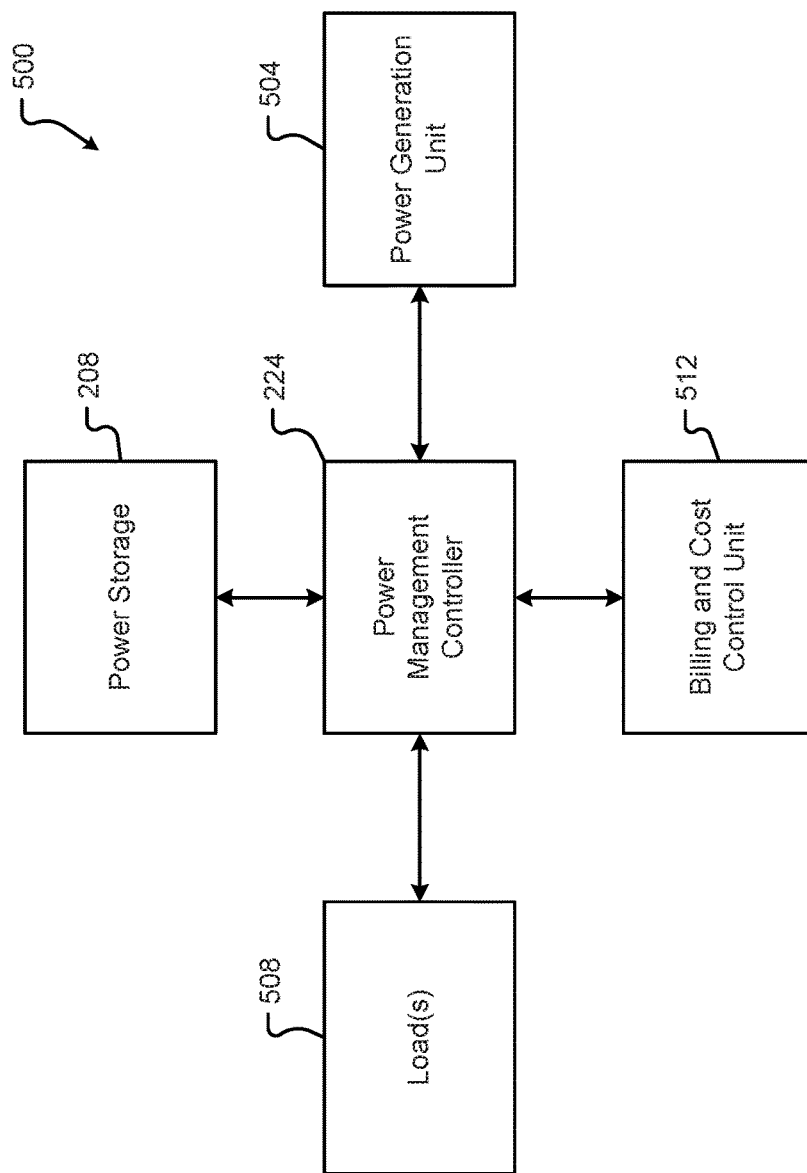 500
208
Power Storage
508
224
504
Load(s)
Power
Management
Controller
Power Generation
Unit
512
Billing and Cost
Control Unit